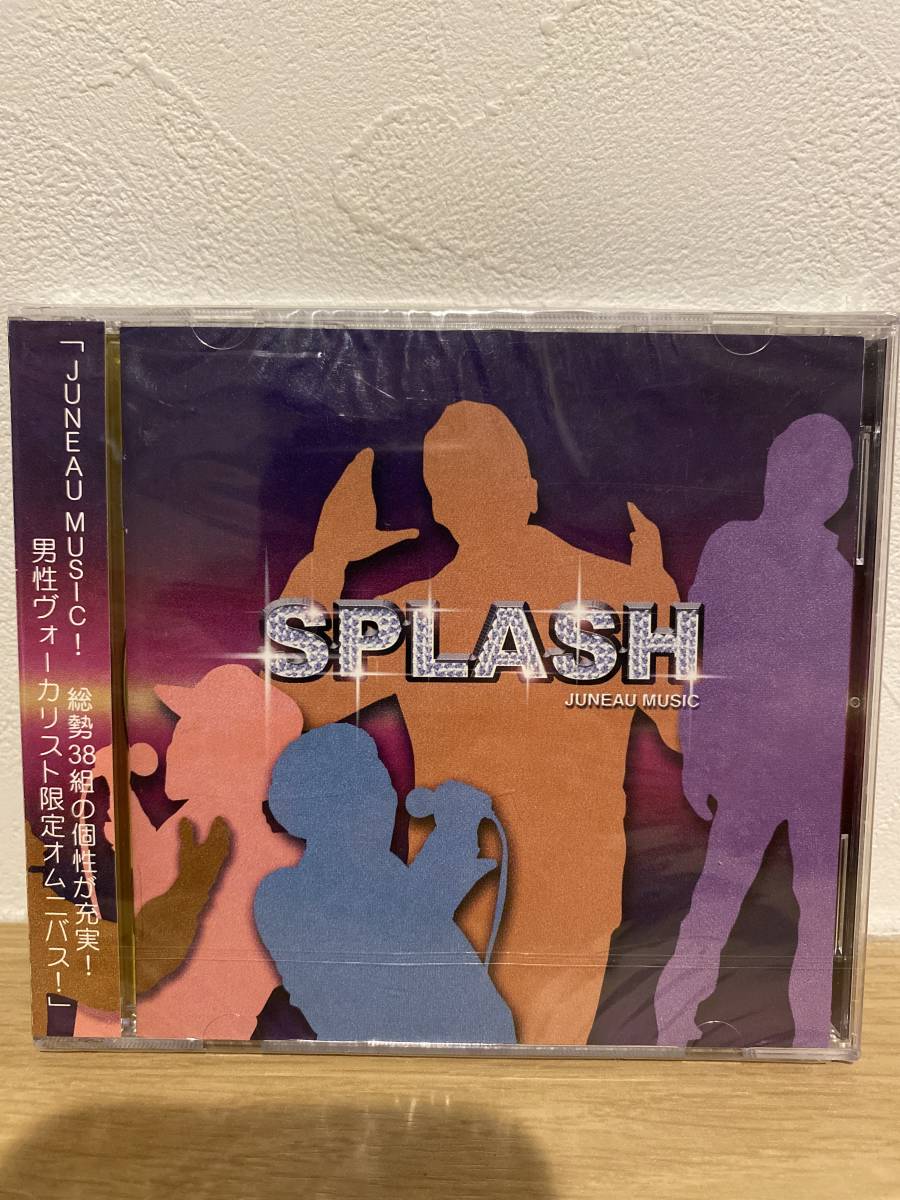 「JUNEAU MUSIC！ 総勢38組の個性が充実！
男性ヴォーカリスト限定オムニバス！」
SPLASH
JUNEAU MUSIC